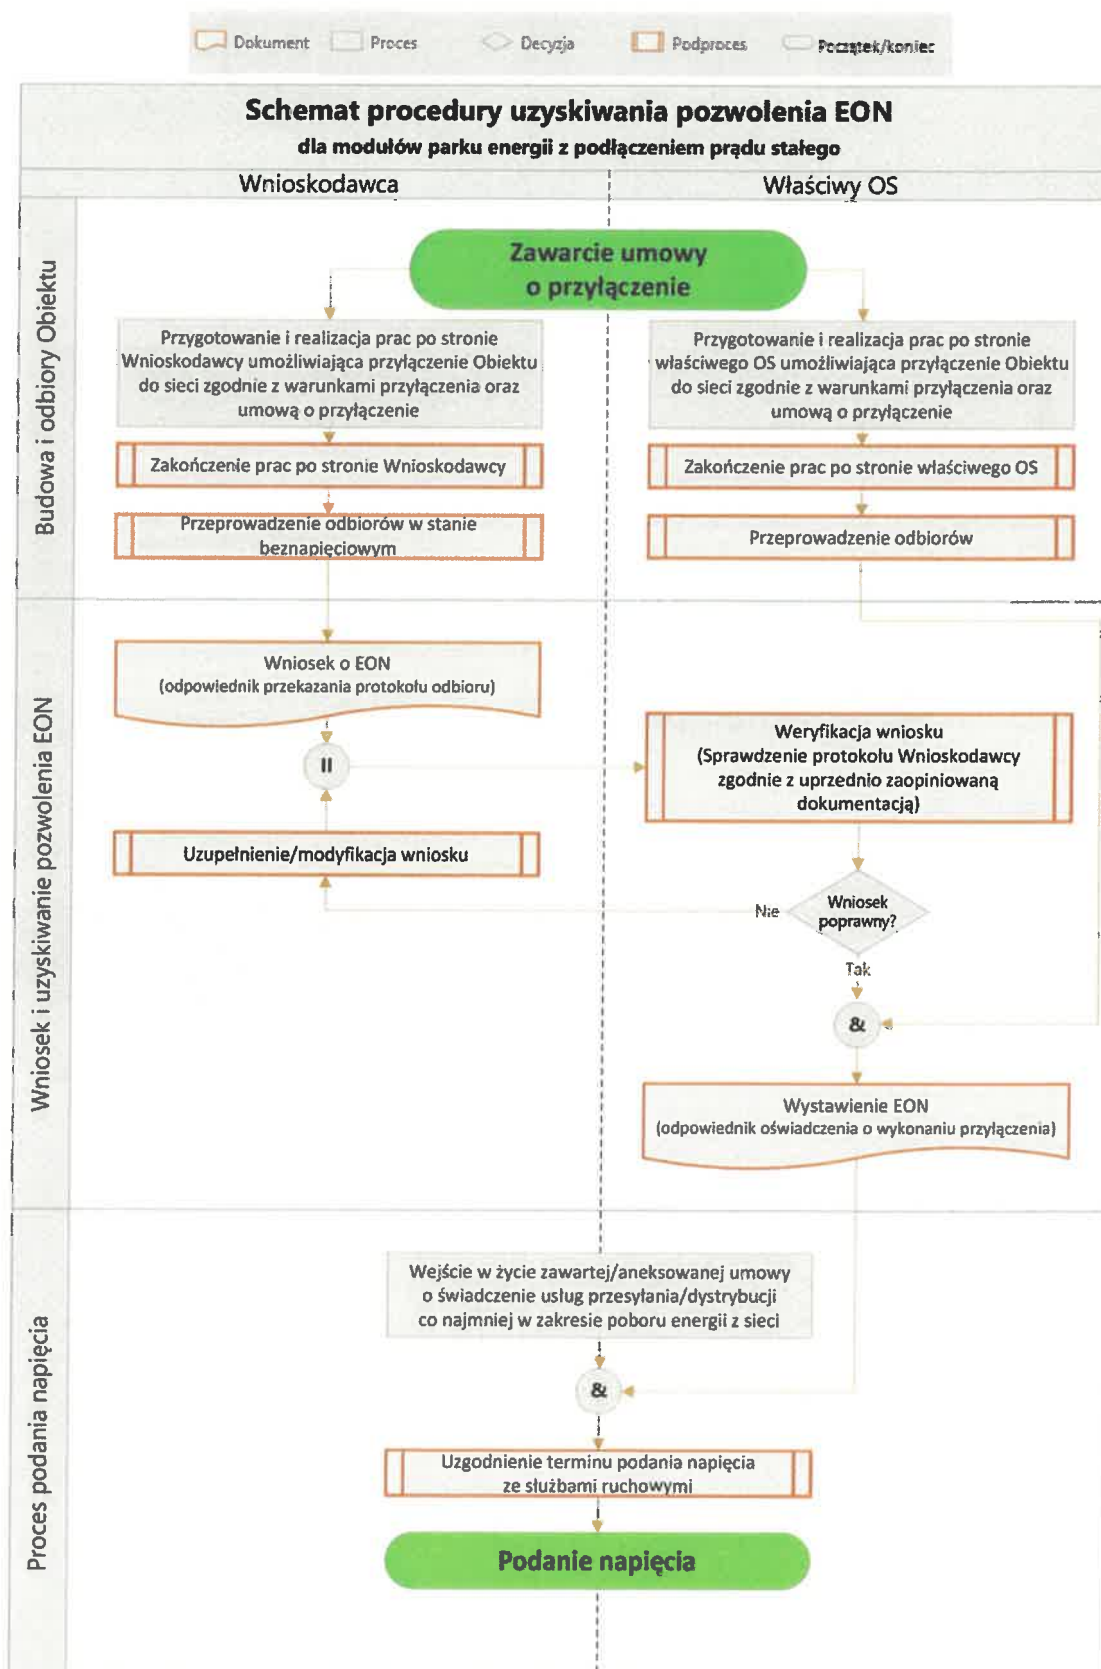 Dokument Proces Decyzja Podproces Początek/koniec
Schemat procedury uzyskiwania pozwolenia EON
dla modułów parku energii z podłączeniem prądu stałego
Wnioskodawca Właściwy OS
Budowa i odbiory Obiektu
Zawarcie umowy
o przyłączenie
Przygotowanie i realizacja prac po stronie
Wnioskodawcy umożliwiająca przyłączenie Obiektu
do sieci zgodnie z warunkami przyłączenia oraz
umową o przyłączenie
Przygotowanie i realizacja prac po stronie
właściwego OS umożliwiająca przyłączenie Obiektu
do sieci zgodnie z warunkami przyłączenia oraz
umową o przyłączenie
Zakończenie prac po stronie Wnioskodawcy
Zakończenie prac po stronie właściwego OS
Przeprowadzenie odbiorów w stanie
beznapięciowym
Przeprowadzenie odbiorów
Wniosek i uzyskiwanie pozwolenia EON
Wniosek o EON
(odpowiednik przekazania protokołu odbioru)
II
Weryfikacja wniosku
(Sprawdzenie protokołu Wnioskodawcy
zgodnie z uprzednio zaopiniowaną
dokumentacją)
Uzupełnienie/modyfikacja wniosku
Nie
Wniosek
poprawny?
Tak
&
Wystawienie EON
(odpowiednik oświadczenia o wykonaniu przyłączenia)
Proces podania napięcia
Wejście w życie zawartej/aneksowanej umowy
o świadczenie usług przesyłania/dystrybucji
co najmniej w zakresie poboru energii z sieci
&
Uzgodnienie terminu podania napięcia
ze służbami ruchowymi
Podanie napięcia